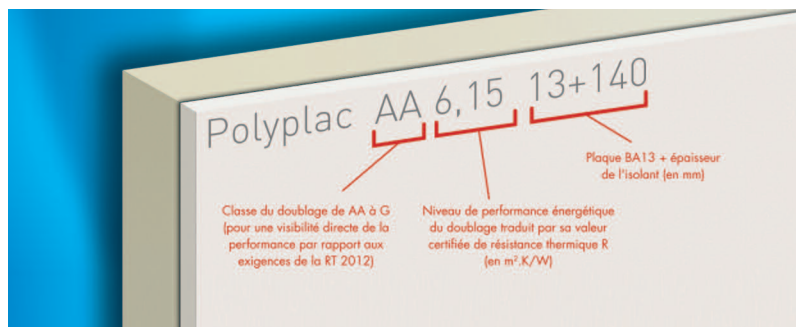 Polyplac AA 6,15 13+140
Plaque BA13 + épaisseur
de l'isolant (en mm)
Classe du doublage de AA à G
(pour une visibilité directe de la
performance par rapport aux
exigences de la RT 2012)
Niveau de performance énergétique
du doublage traduit par sa valeur
certifiée de résistance thermique R
(en m².K/W)